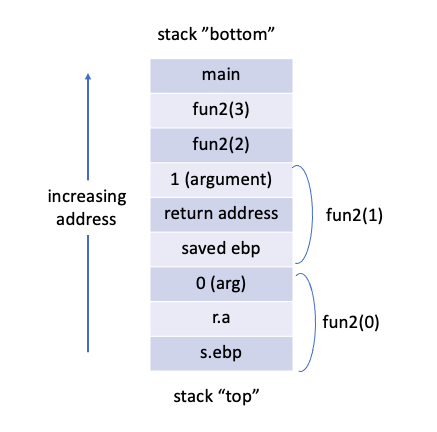 stack ”bottom”
main
fun2(3)
fun2(2)
1 (argument)
return address
saved ebp
0 (arg)
r.a
s.ebp
increasing
address
fun2(1)
fun2(0)
stack “top”